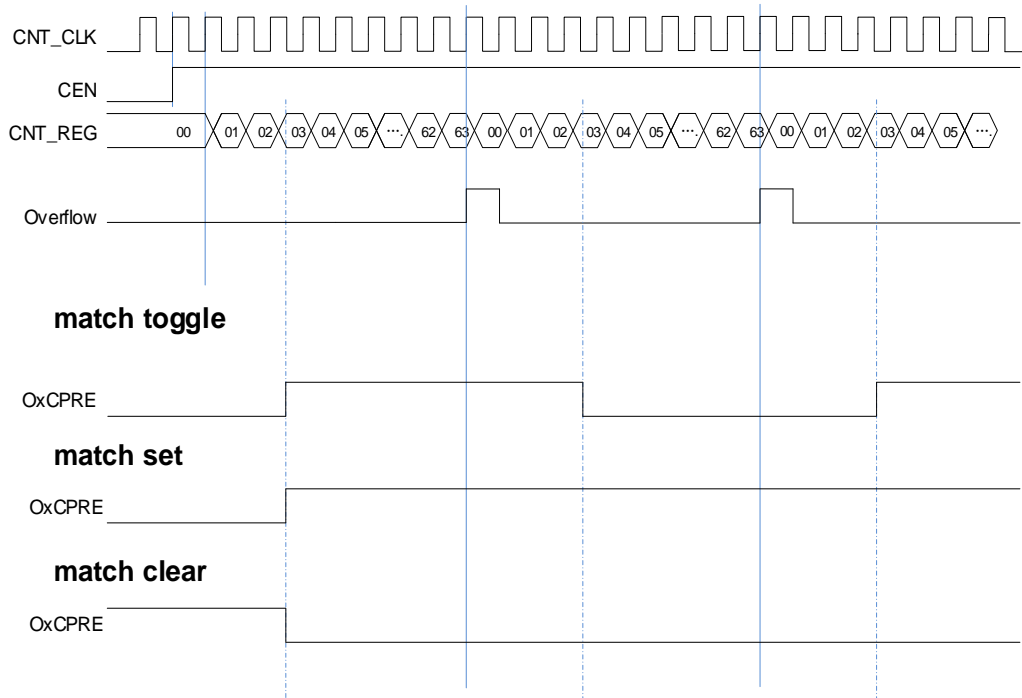 CNT_CLK
CEN
CNT_REG 00 01 02 03 04 05 ···. 62 63 00 01 02 03 04 05 ···. 62 63 00 01 02 03 04 05 ···.
Overflow
match toggle
OxCPRE
match set
OxCPRE
match clear
OxCPRE